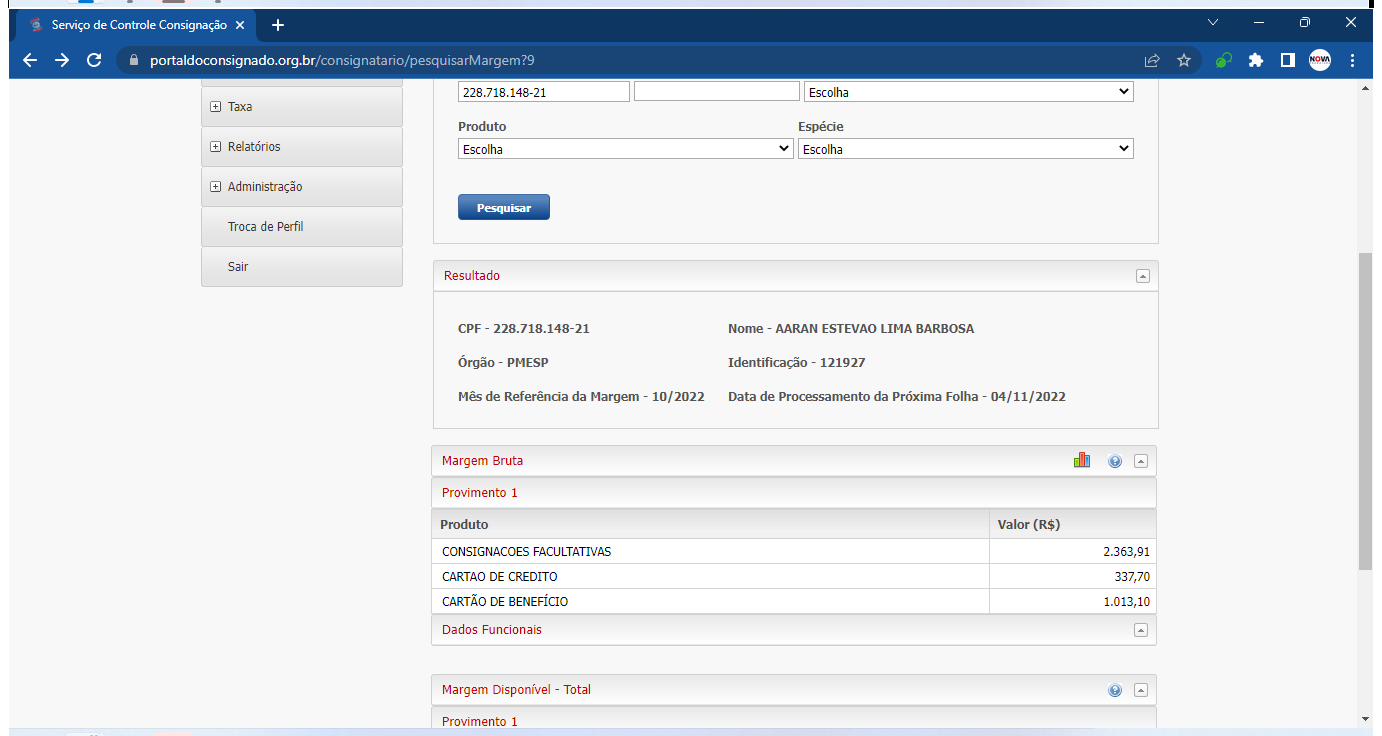 Serviço de Controle Consignação
portaldoconsignado.org.br/consignatario/pesquisarMargem?9
NOVA
228.718.148-21 Escolha
Taxa
Produto Espécie
Escolha Escolha
Relatórios
Administração
Pesquisar
Troca de Perfil
Sair
Resultado
CPF - 228.718.148-21 Nome - AARAN ESTEVAO LIMA BARBOSA
Órgão - PMESP Identificação - 121927
Mês de Referência da Margem - 10/2022 Data de Processamento da Próxima Folha - 04/11/2022
Margem Bruta
Provimento 1
Produto Valor (R$)
CONSIGNACOES FACULTATIVAS 2.363,91
CARTAO DE CREDITO 337,70
CARTÃO DE BENEFÍCIO 1.013,10
Dados Funcionais
Margem Disponível - Total
Provimento 1